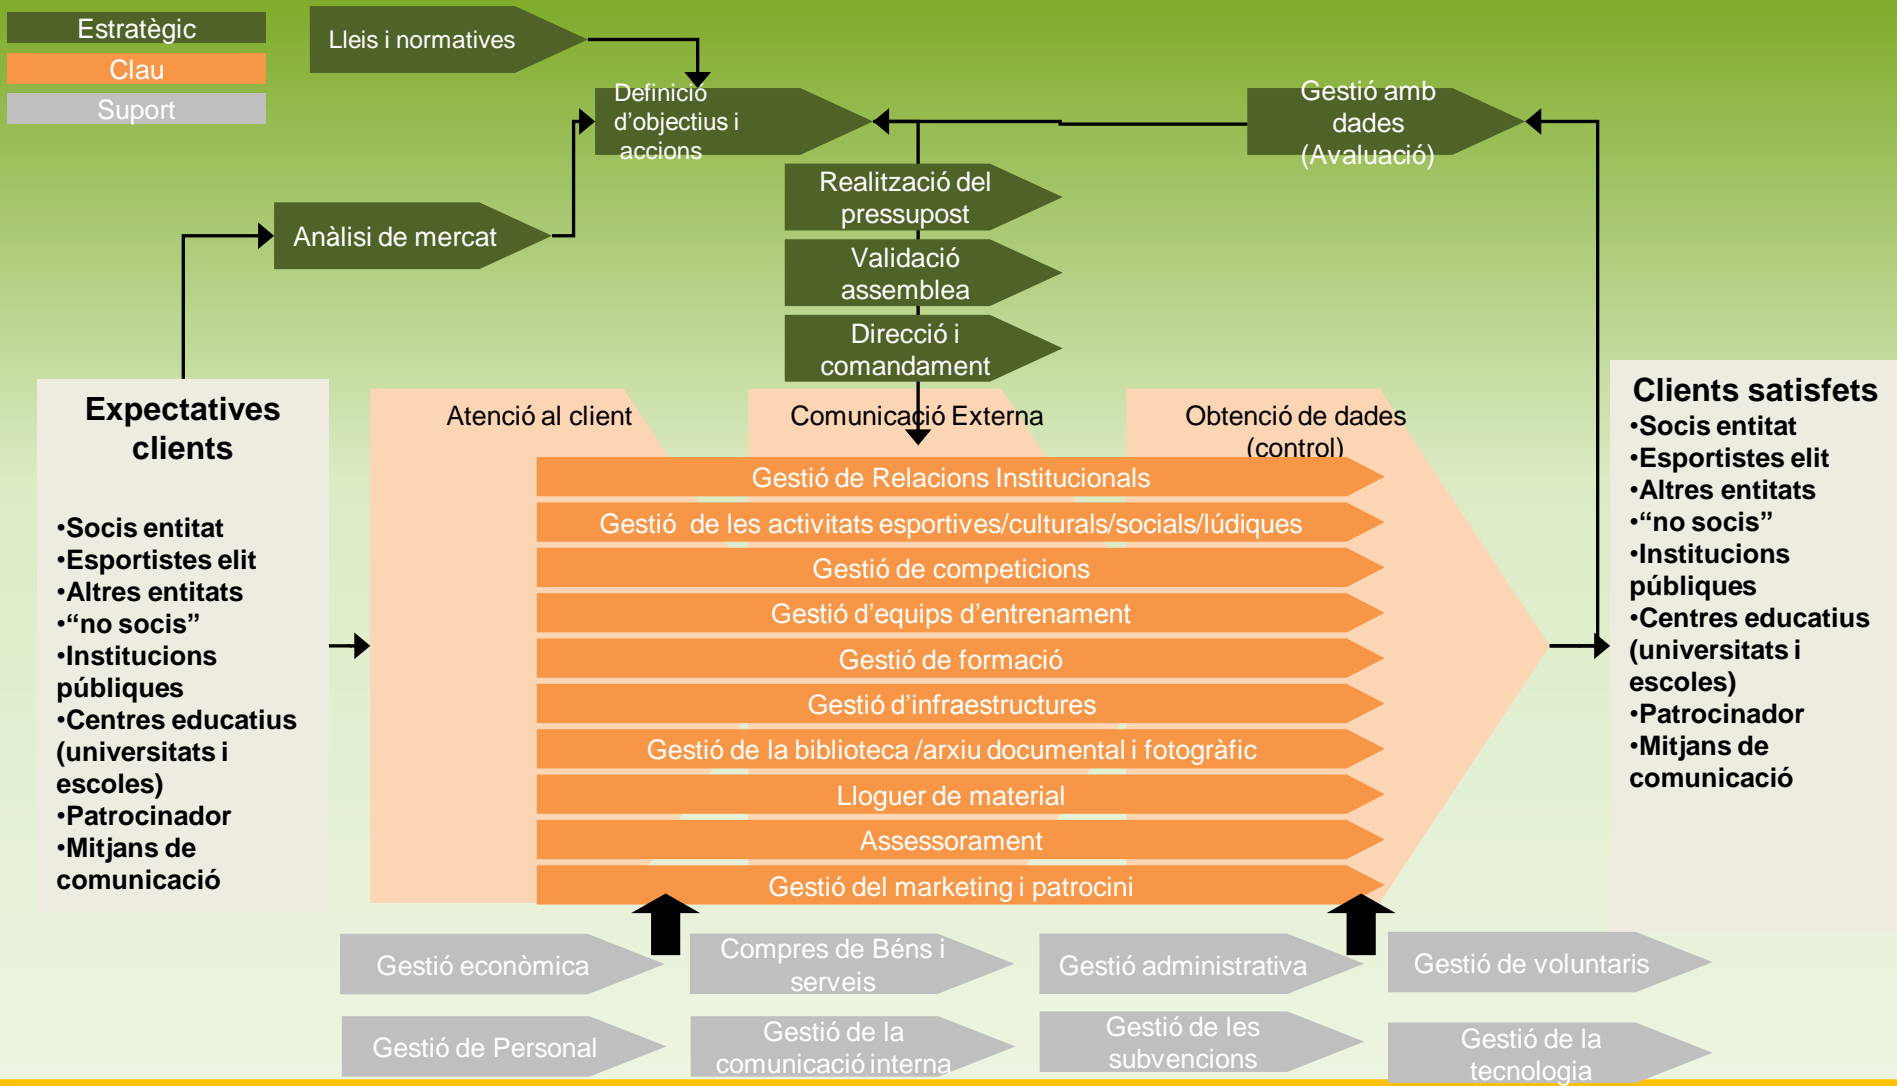 Estratègic
Clau
Suport
Lleis i normatives
Definició
d’objectius i
accions
Gestió amb
dades
(Avaluació)
Realització del
pressupost
Anàlisi de mercat
Validació
assemblea
Direcció i
comandament
Expectatives
clients
•Socis entitat
•Esportistes elit
•Altres entitats
•“no socis”
•Institucions
públiques
•Centres educatius
(universitats i
escoles)
•Patrocinador
•Mitjans de
comunicació
Atenció al client
Comunicació Externa
Obtenció de dades
(control)
Gestió de Relacions Institucionals
Gestió de les activitats esportives/culturals/socials/lúdiques
Gestió de competicions
Gestió d’equips d’entrenament
Gestió de formació
Gestió d’infraestructures
Gestió de la biblioteca /arxiu documental i fotogràfic
Lloguer de material
Assessorament
Gestió del marketing i patrocini
Clients satisfets
•Socis entitat
•Esportistes elit
•Altres entitats
•“no socis”
•Institucions
públiques
•Centres educatius
(universitats i
escoles)
•Patrocinador
•Mitjans de
comunicació
Gestió econòmica
Compres de Béns i
serveis
Gestió administrativa
Gestió de voluntaris
Gestió de Personal
Gestió de la
comunicació interna
Gestió de les
subvencions
Gestió de la
tecnologia